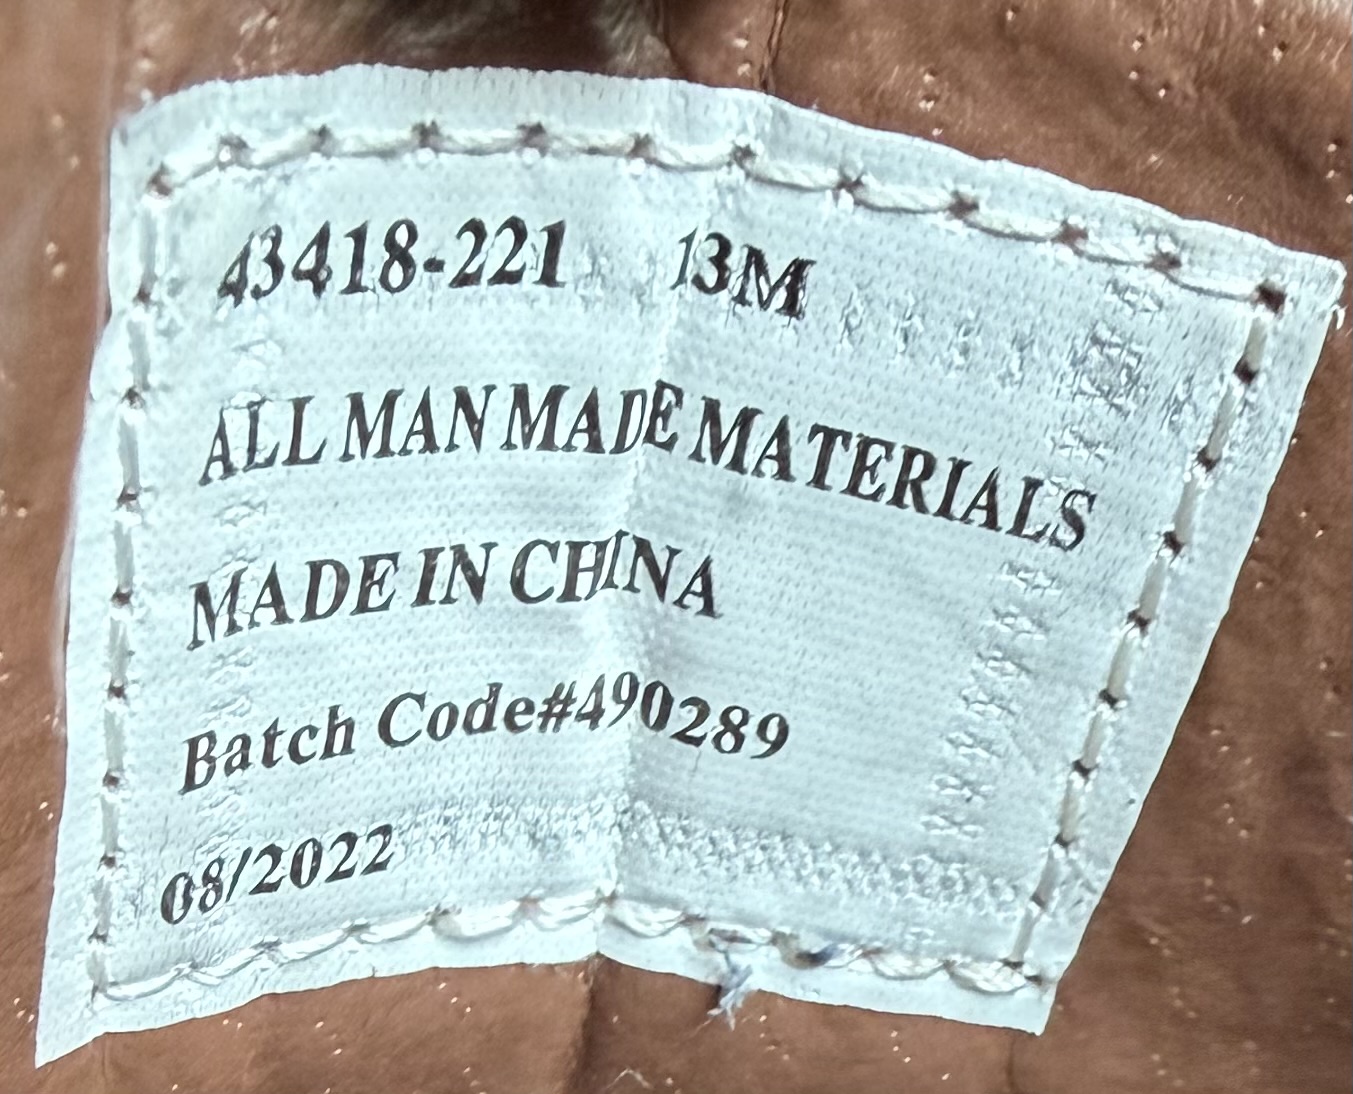 43418-221 13M
ALL MAN MADE MATERIALS
MADE IN CHINA
Batch Code#490289
08/2022